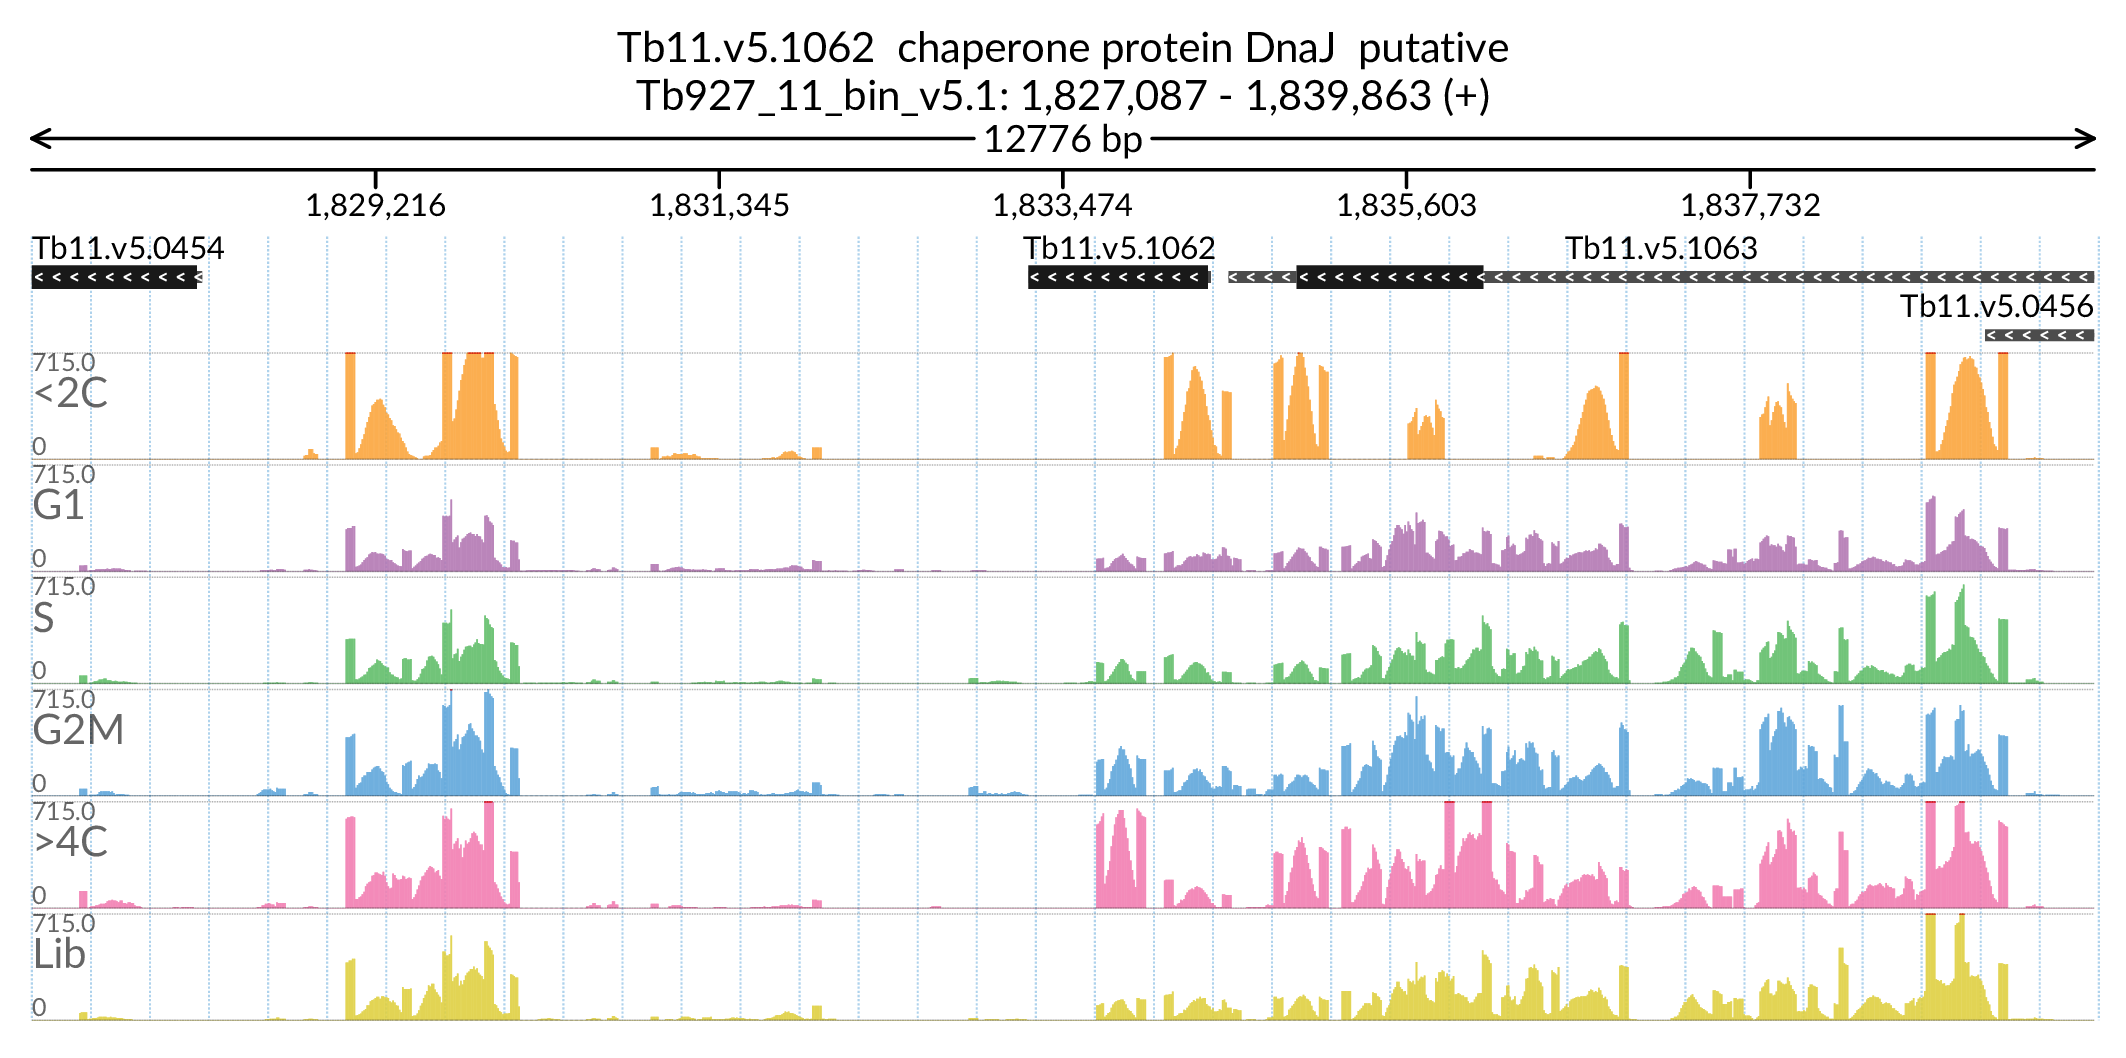 Tb11.v5.1062 chaperone protein DnaJ putative
Tb927_11_bin_v5.1: 1,827,087 - 1,839,863 (+)
12776 bp
1,829,216 1,831,345 1,833,474 1,835,603 1,837,732
Tb11.v5.0454 Tb11.v5.1062 Tb11.v5.1063
Tb11.v5.0456
715.0
<2C
0
715.0
G1
0
715.0
S
0
715.0
G2M
0
715.0
>4C
0
715.0
Lib
0